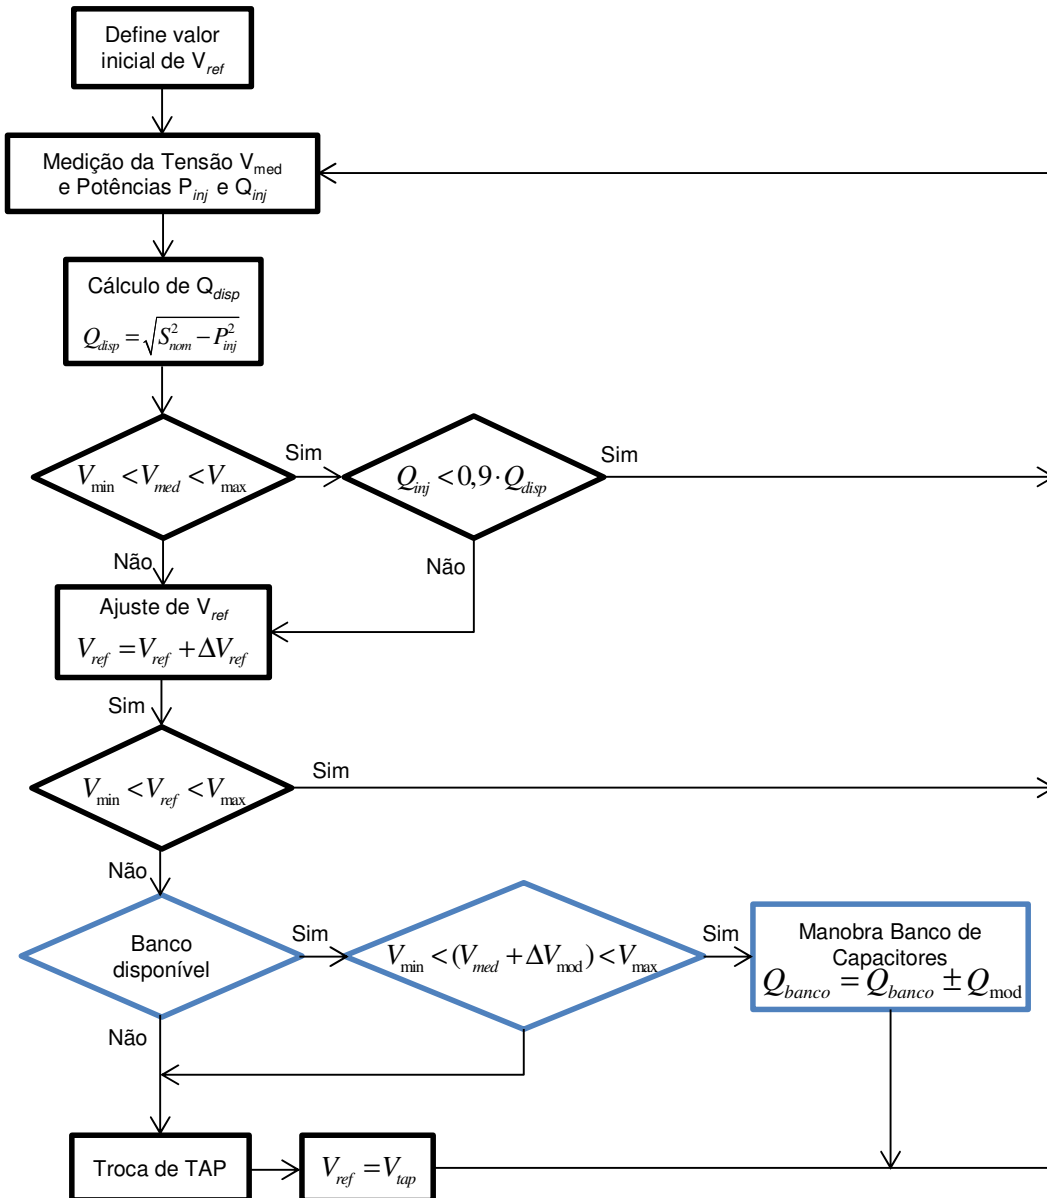 Define valor
inicial de V_ref
Medição da Tensão V_med
e Potências P_inj e Q_inj
Cálculo de Q_disp
Q_disp = √(S²_nom − P²_inj)
V_min < V_med < V_max
Sim
Q_inj < 0,9 · Q_disp
Sim
Não
Não
Ajuste de V_ref
V_ref = V_ref + ΔV_ref
Sim
V_min < V_ref < V_max
Sim
Não
Banco
disponível
Sim
V_min < (V_med + ΔV_mod) < V_max
Sim
Manobra Banco de
Capacitores
Q_banco = Q_banco ± Q_mod
Não
Troca de TAP
V_ref = V_tap